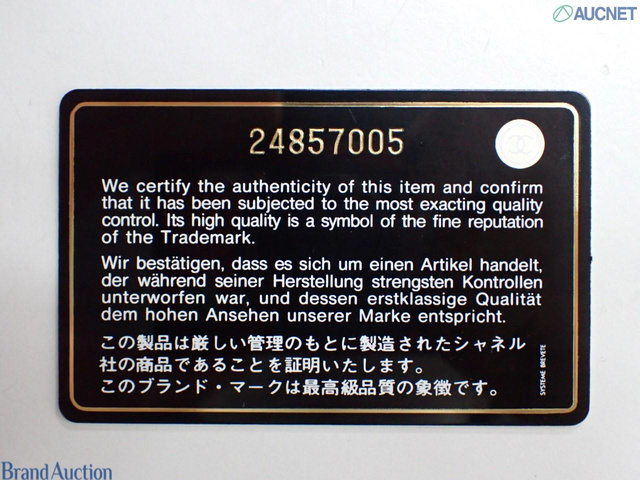 AUCNET
24857005
We certify the authenticity of this item and confirm
that it has been subjected to the most exacting quality
control. Its high quality is a symbol of the fine reputation
of the Trademark.
Wir bestätigen, dass es sich um einen Artikel handelt,
der während seiner Herstellung strengsten Kontrollen
unterworfen war, und dessen erstklassige Qualität
dem hohen Ansehen unserer Marke entspricht.
この製品は厳しい管理のもとに製造されたシャネル
社の商品であることを証明いたします。
このブランド・マークは最高級品質の象徴です。
SYSTEME BREVETE
Brand Auction